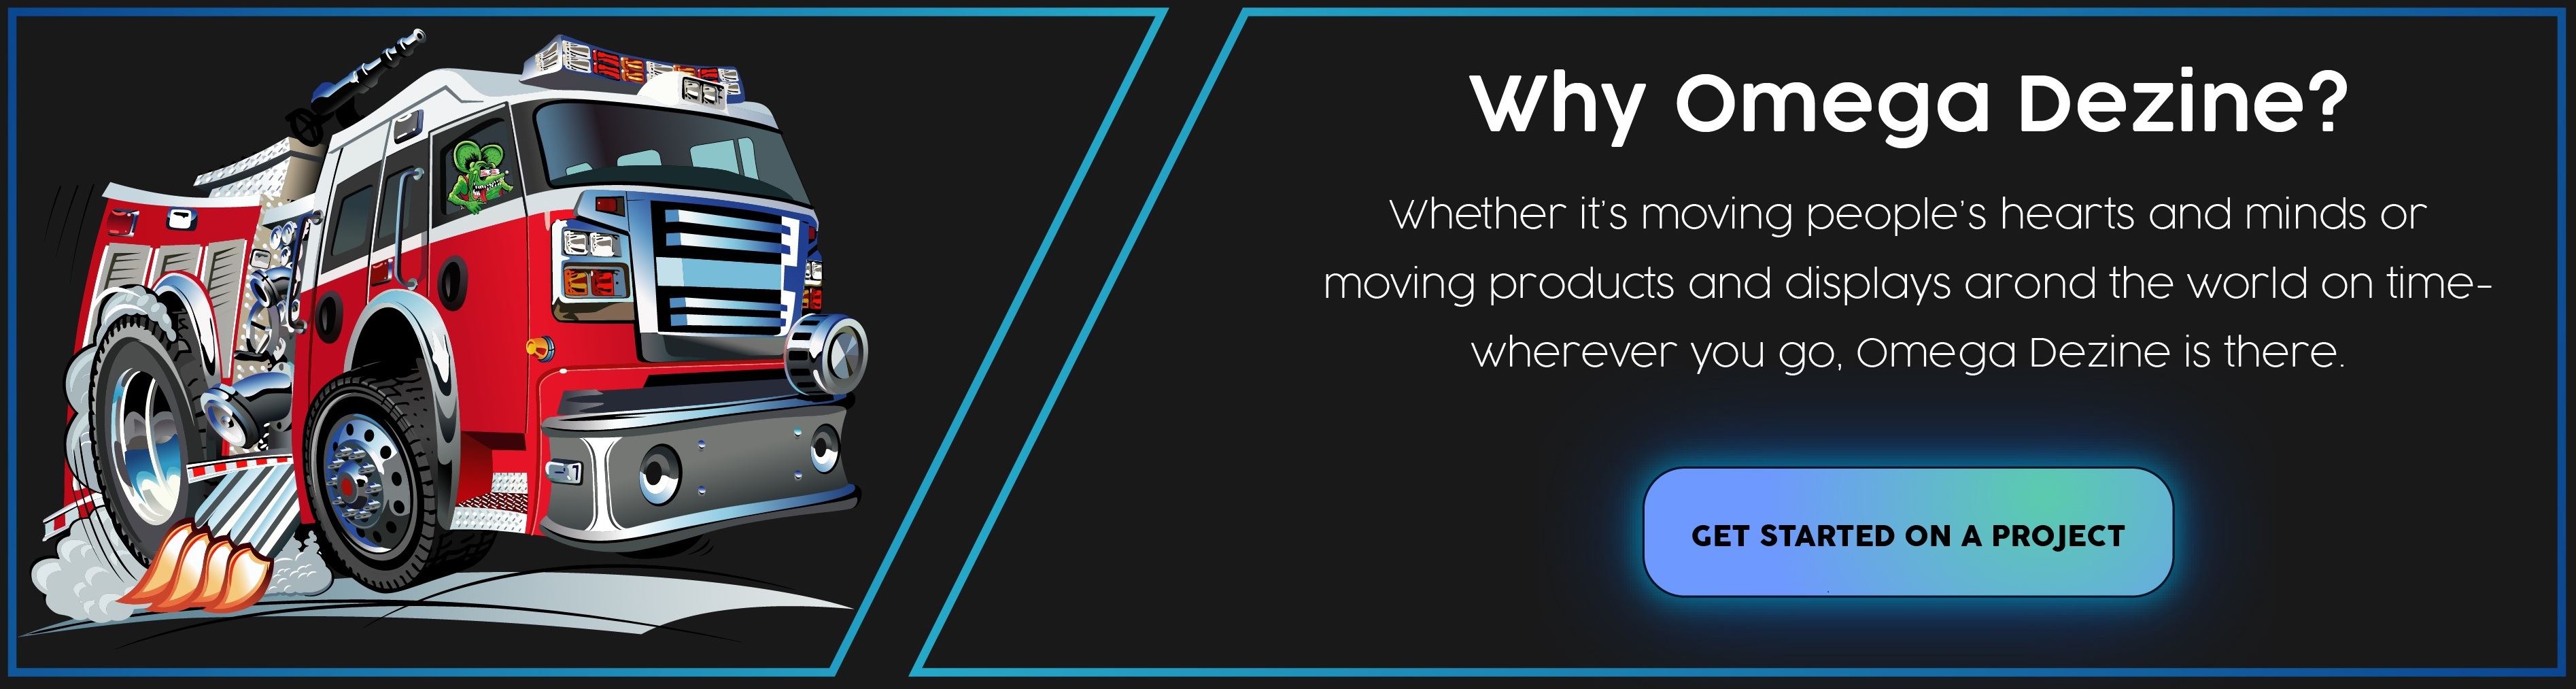 Why Omega Dezine?
Whether it's moving people's hearts and minds or
moving products and displays arond the world on time-
wherever you go, Omega Dezine is there.
GET STARTED ON A PROJECT